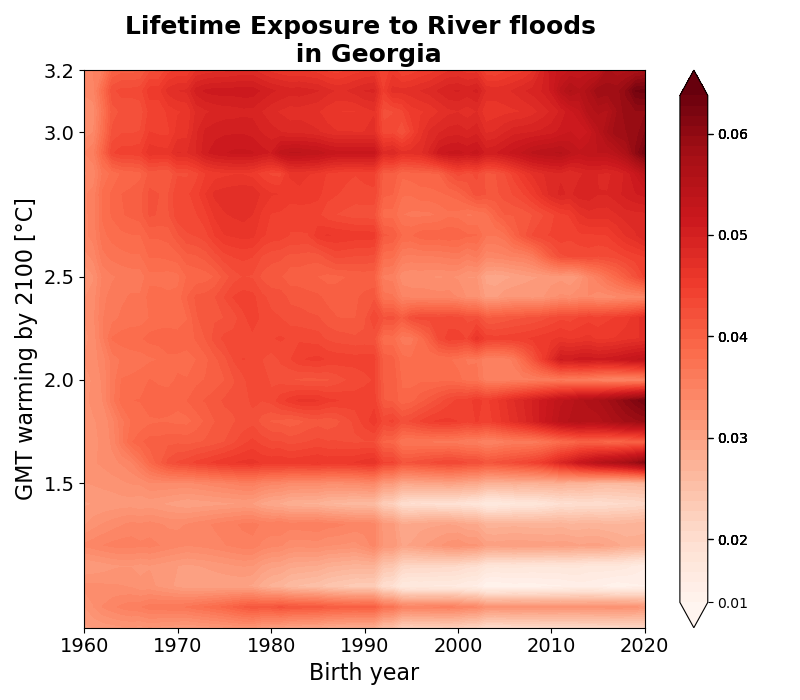 Lifetime Exposure to River floods
in Georgia
GMT warming by 2100 [°C]
3.2
3.0
2.5
2.0
1.5
1960 1970 1980 1990 2000 2010 2020
Birth year
0.06
0.05
0.04
0.03
0.02
0.01